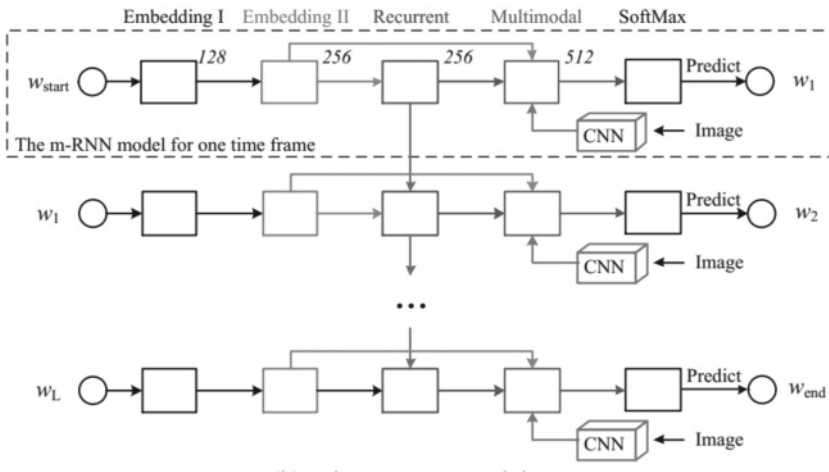 Embedding I Embedding II Recurrent Multimodal SoftMax
128 256 256 512
w_start Predict w_1
CNN Image
The m-RNN model for one time frame
w_1 Predict w_2
CNN Image
...
w_L Predict w_end
CNN Image